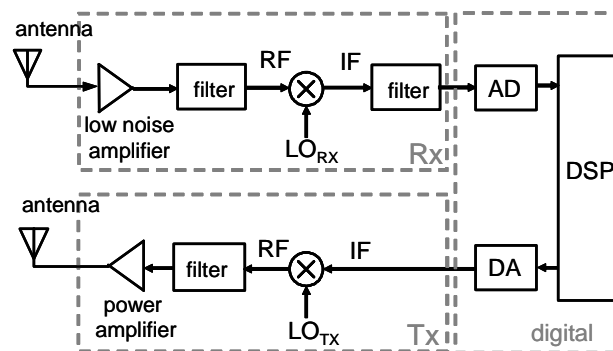 antenna
RF
IF
filter
filter
AD
low noise
amplifier
LO_RX
Rx
DSP
antenna
RF
IF
filter
DA
power
amplifier
LO_TX
Tx
digital